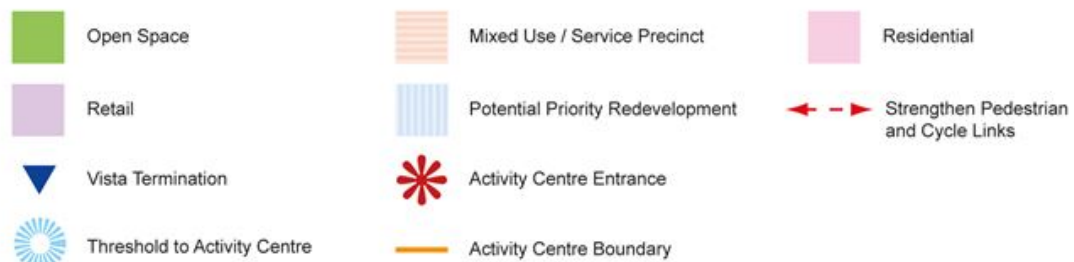 Open Space
Mixed Use / Service Precinct
Residential
Retail
Potential Priority Redevelopment
Strengthen Pedestrian
and Cycle Links
Vista Termination
Activity Centre Entrance
Threshold to Activity Centre
Activity Centre Boundary